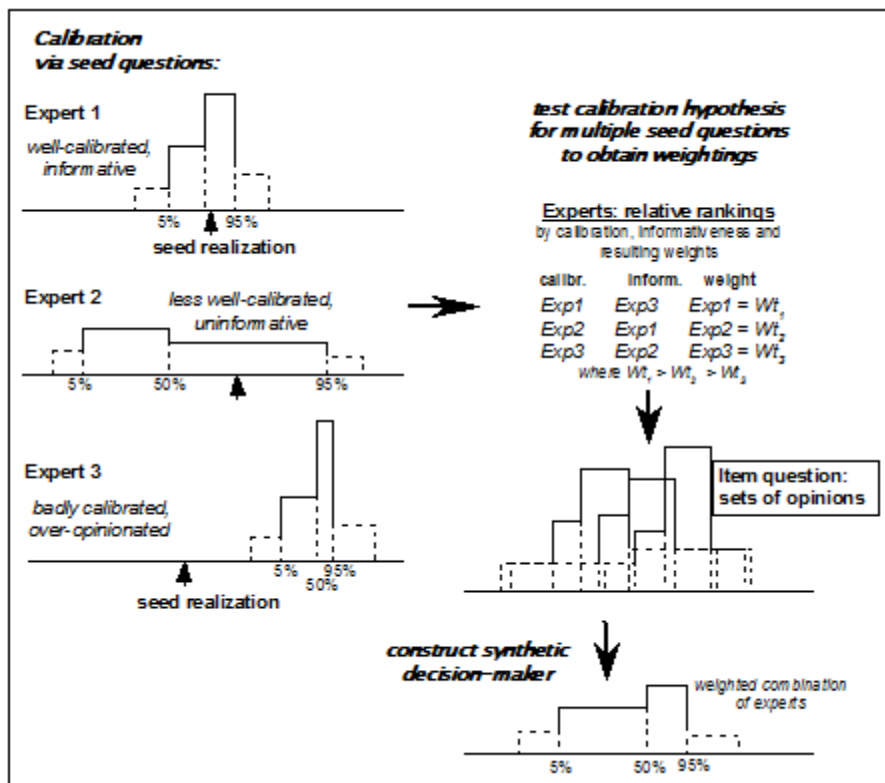 Calibration
via seed questions:
Expert 1
well-calibrated,
informative
5%
95%
seed realization
Expert 2
less well-calibrated,
uninformative
5%
50%
95%
Expert 3
badly calibrated,
over-opinionated
5%
95%
50%
seed realization
test calibration hypothesis
for multiple seed questions
to obtain weightings
Experts: relative rankings
by calibration, informativeness and
resulting weights
calibr. inform. weight
Exp1 Exp3 Exp1 = Wt₁
Exp2 Exp1 Exp2 = Wt₂
Exp3 Exp2 Exp3 = Wt₃
where Wt₁ > Wt₂ > Wt₃
Item question:
sets of opinions
construct synthetic
decision-maker
weighted combination
of experts
5%
50%
95%